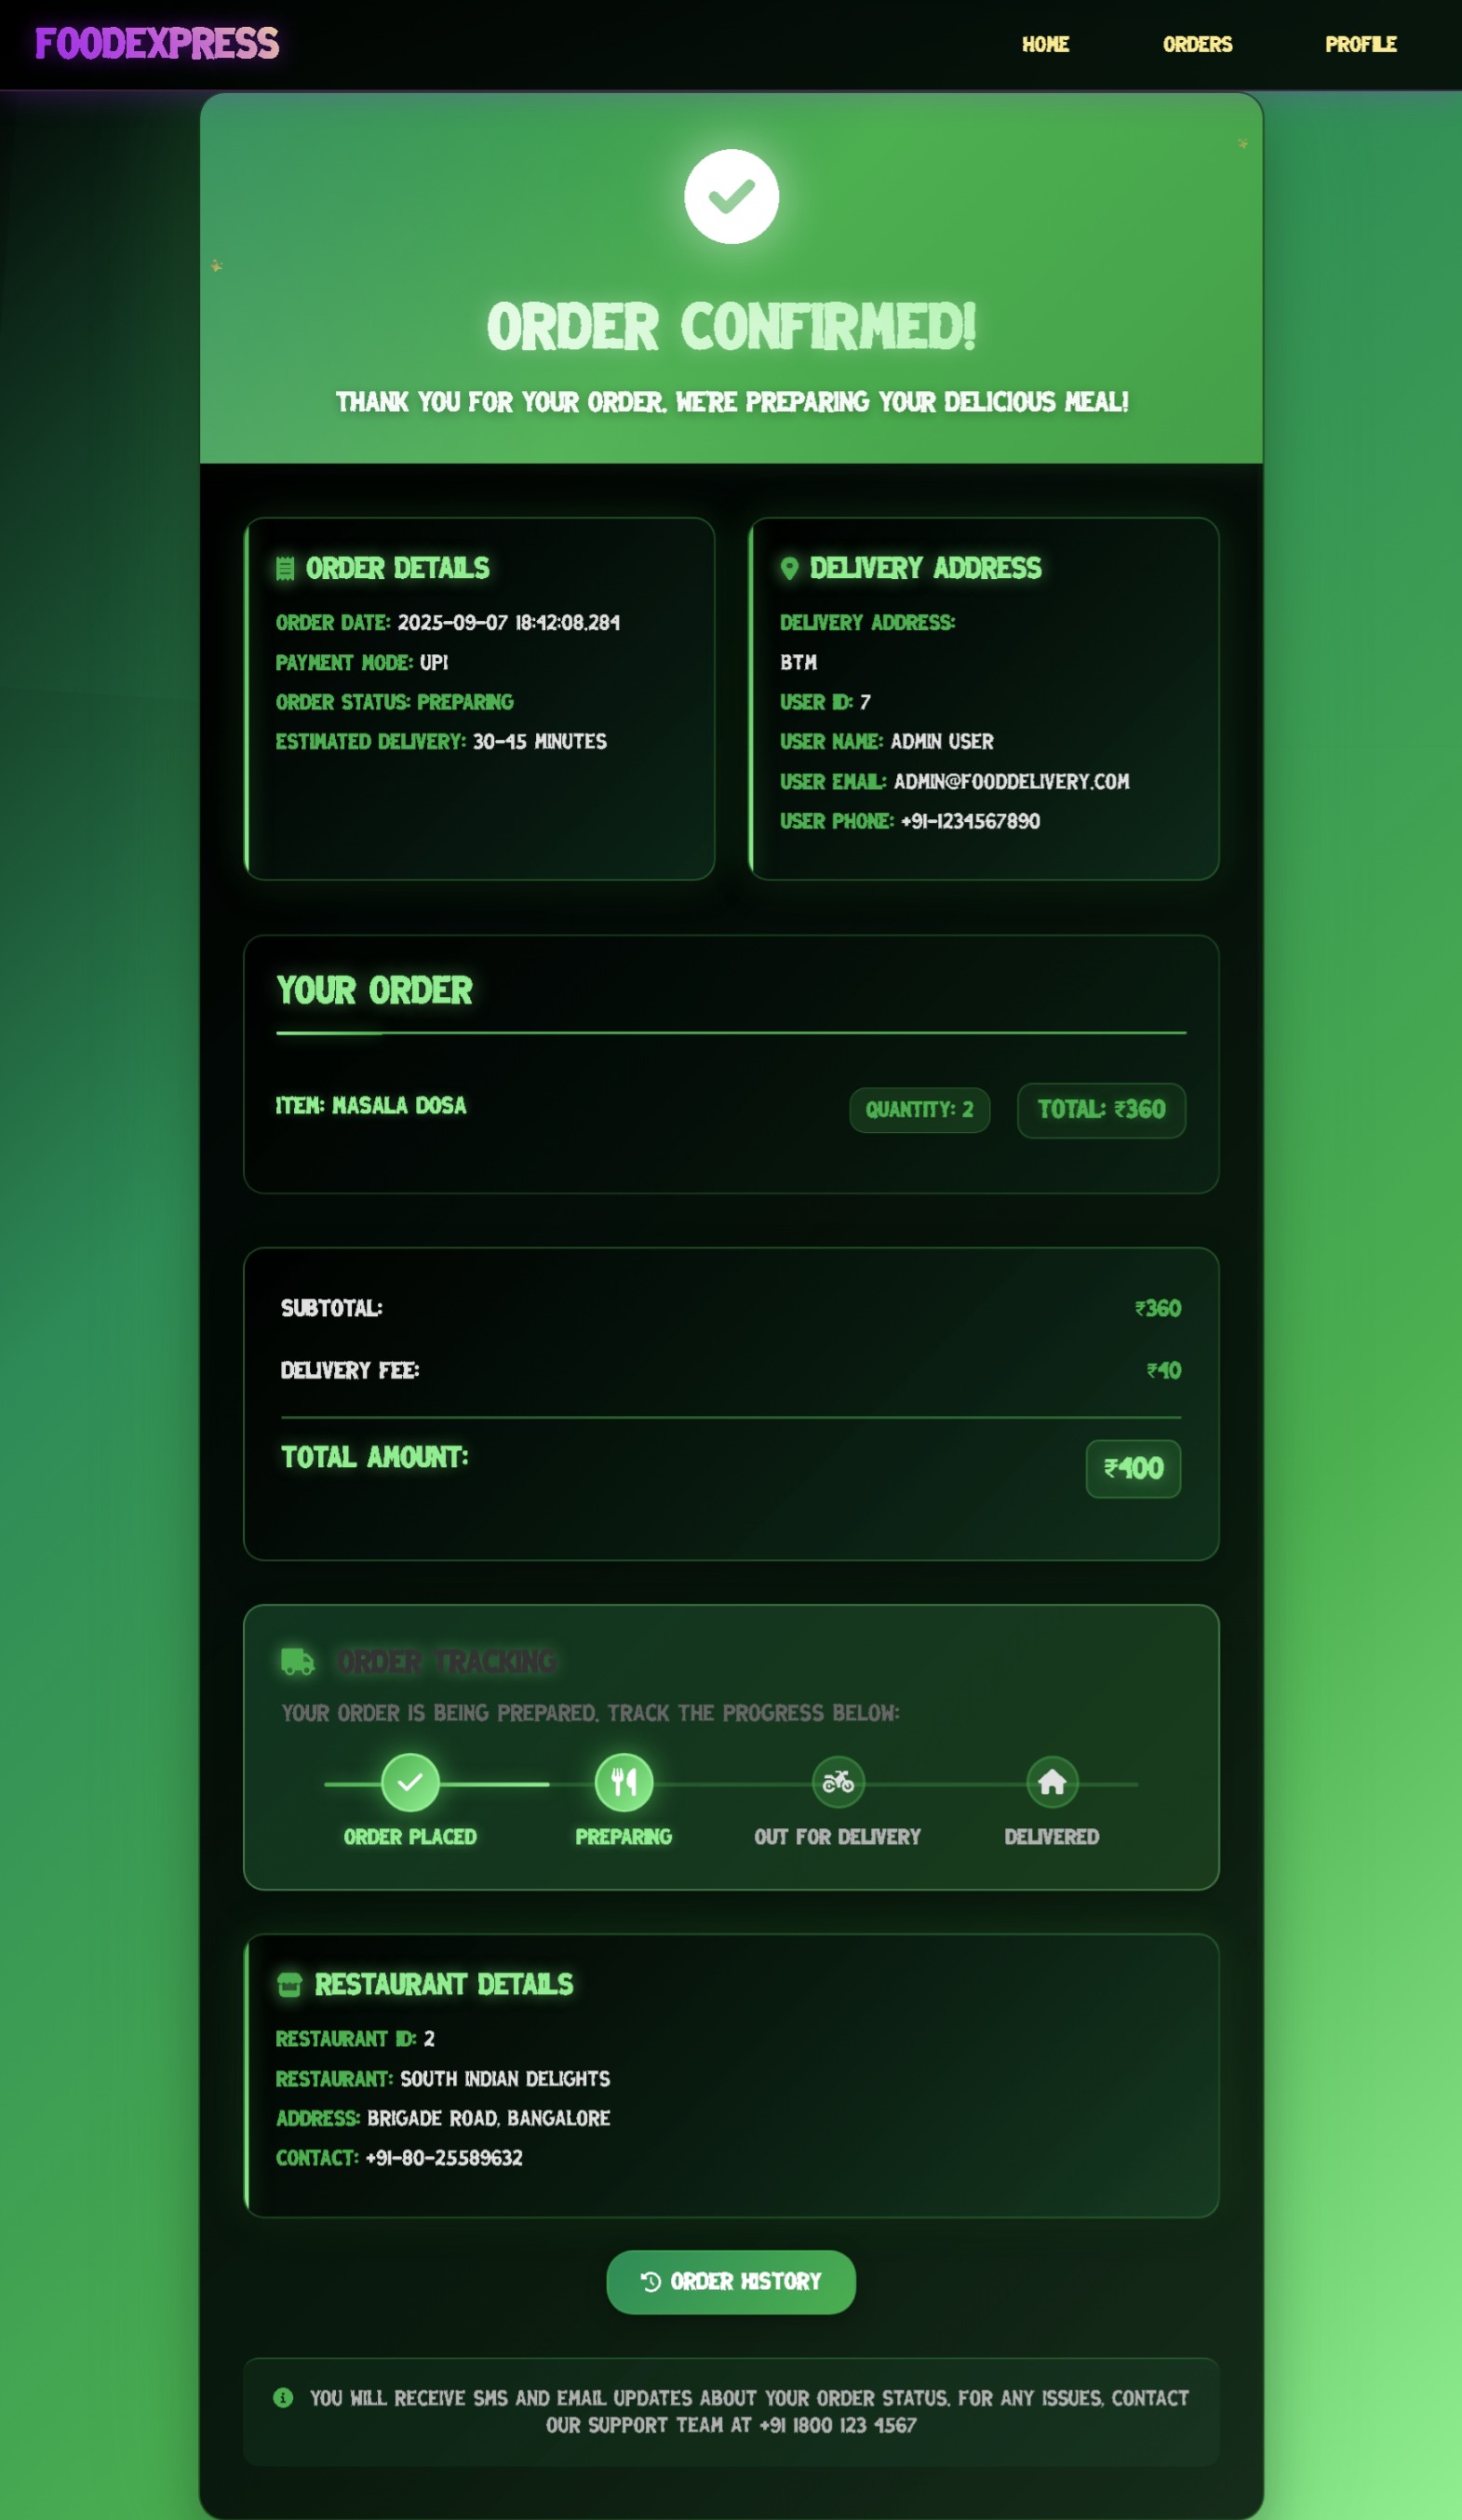 FOODEXPRESS
HOME ORDERS PROFILE
ORDER CONFIRMED!
THANK YOU FOR YOUR ORDER. WE'RE PREPARING YOUR DELICIOUS MEAL!
ORDER DETAILS
ORDER DATE: 2025-09-07 18:42:08.284
PAYMENT MODE: UPI
ORDER STATUS: PREPARING
ESTIMATED DELIVERY: 30-45 MINUTES
DELIVERY ADDRESS
DELIVERY ADDRESS:
BTM
USER ID: 7
USER NAME: ADMIN USER
USER EMAIL: ADMIN@FOODDELIVERY.COM
USER PHONE: +91-1234567890
YOUR ORDER
ITEM: MASALA DOSA QUANTITY: 2 TOTAL: ₹360
SUBTOTAL: ₹360
DELIVERY FEE: ₹40
TOTAL AMOUNT: ₹400
ORDER TRACKING
YOUR ORDER IS BEING PREPARED. TRACK THE PROGRESS BELOW:
ORDER PLACED PREPARING OUT FOR DELIVERY DELIVERED
RESTAURANT DETAILS
RESTAURANT ID: 2
RESTAURANT: SOUTH INDIAN DELIGHTS
ADDRESS: BRIGADE ROAD, BANGALORE
CONTACT: +91-80-25589632
ORDER HISTORY
YOU WILL RECEIVE SMS AND EMAIL UPDATES ABOUT YOUR ORDER STATUS. FOR ANY ISSUES, CONTACT
OUR SUPPORT TEAM AT +91 1800 123 4567